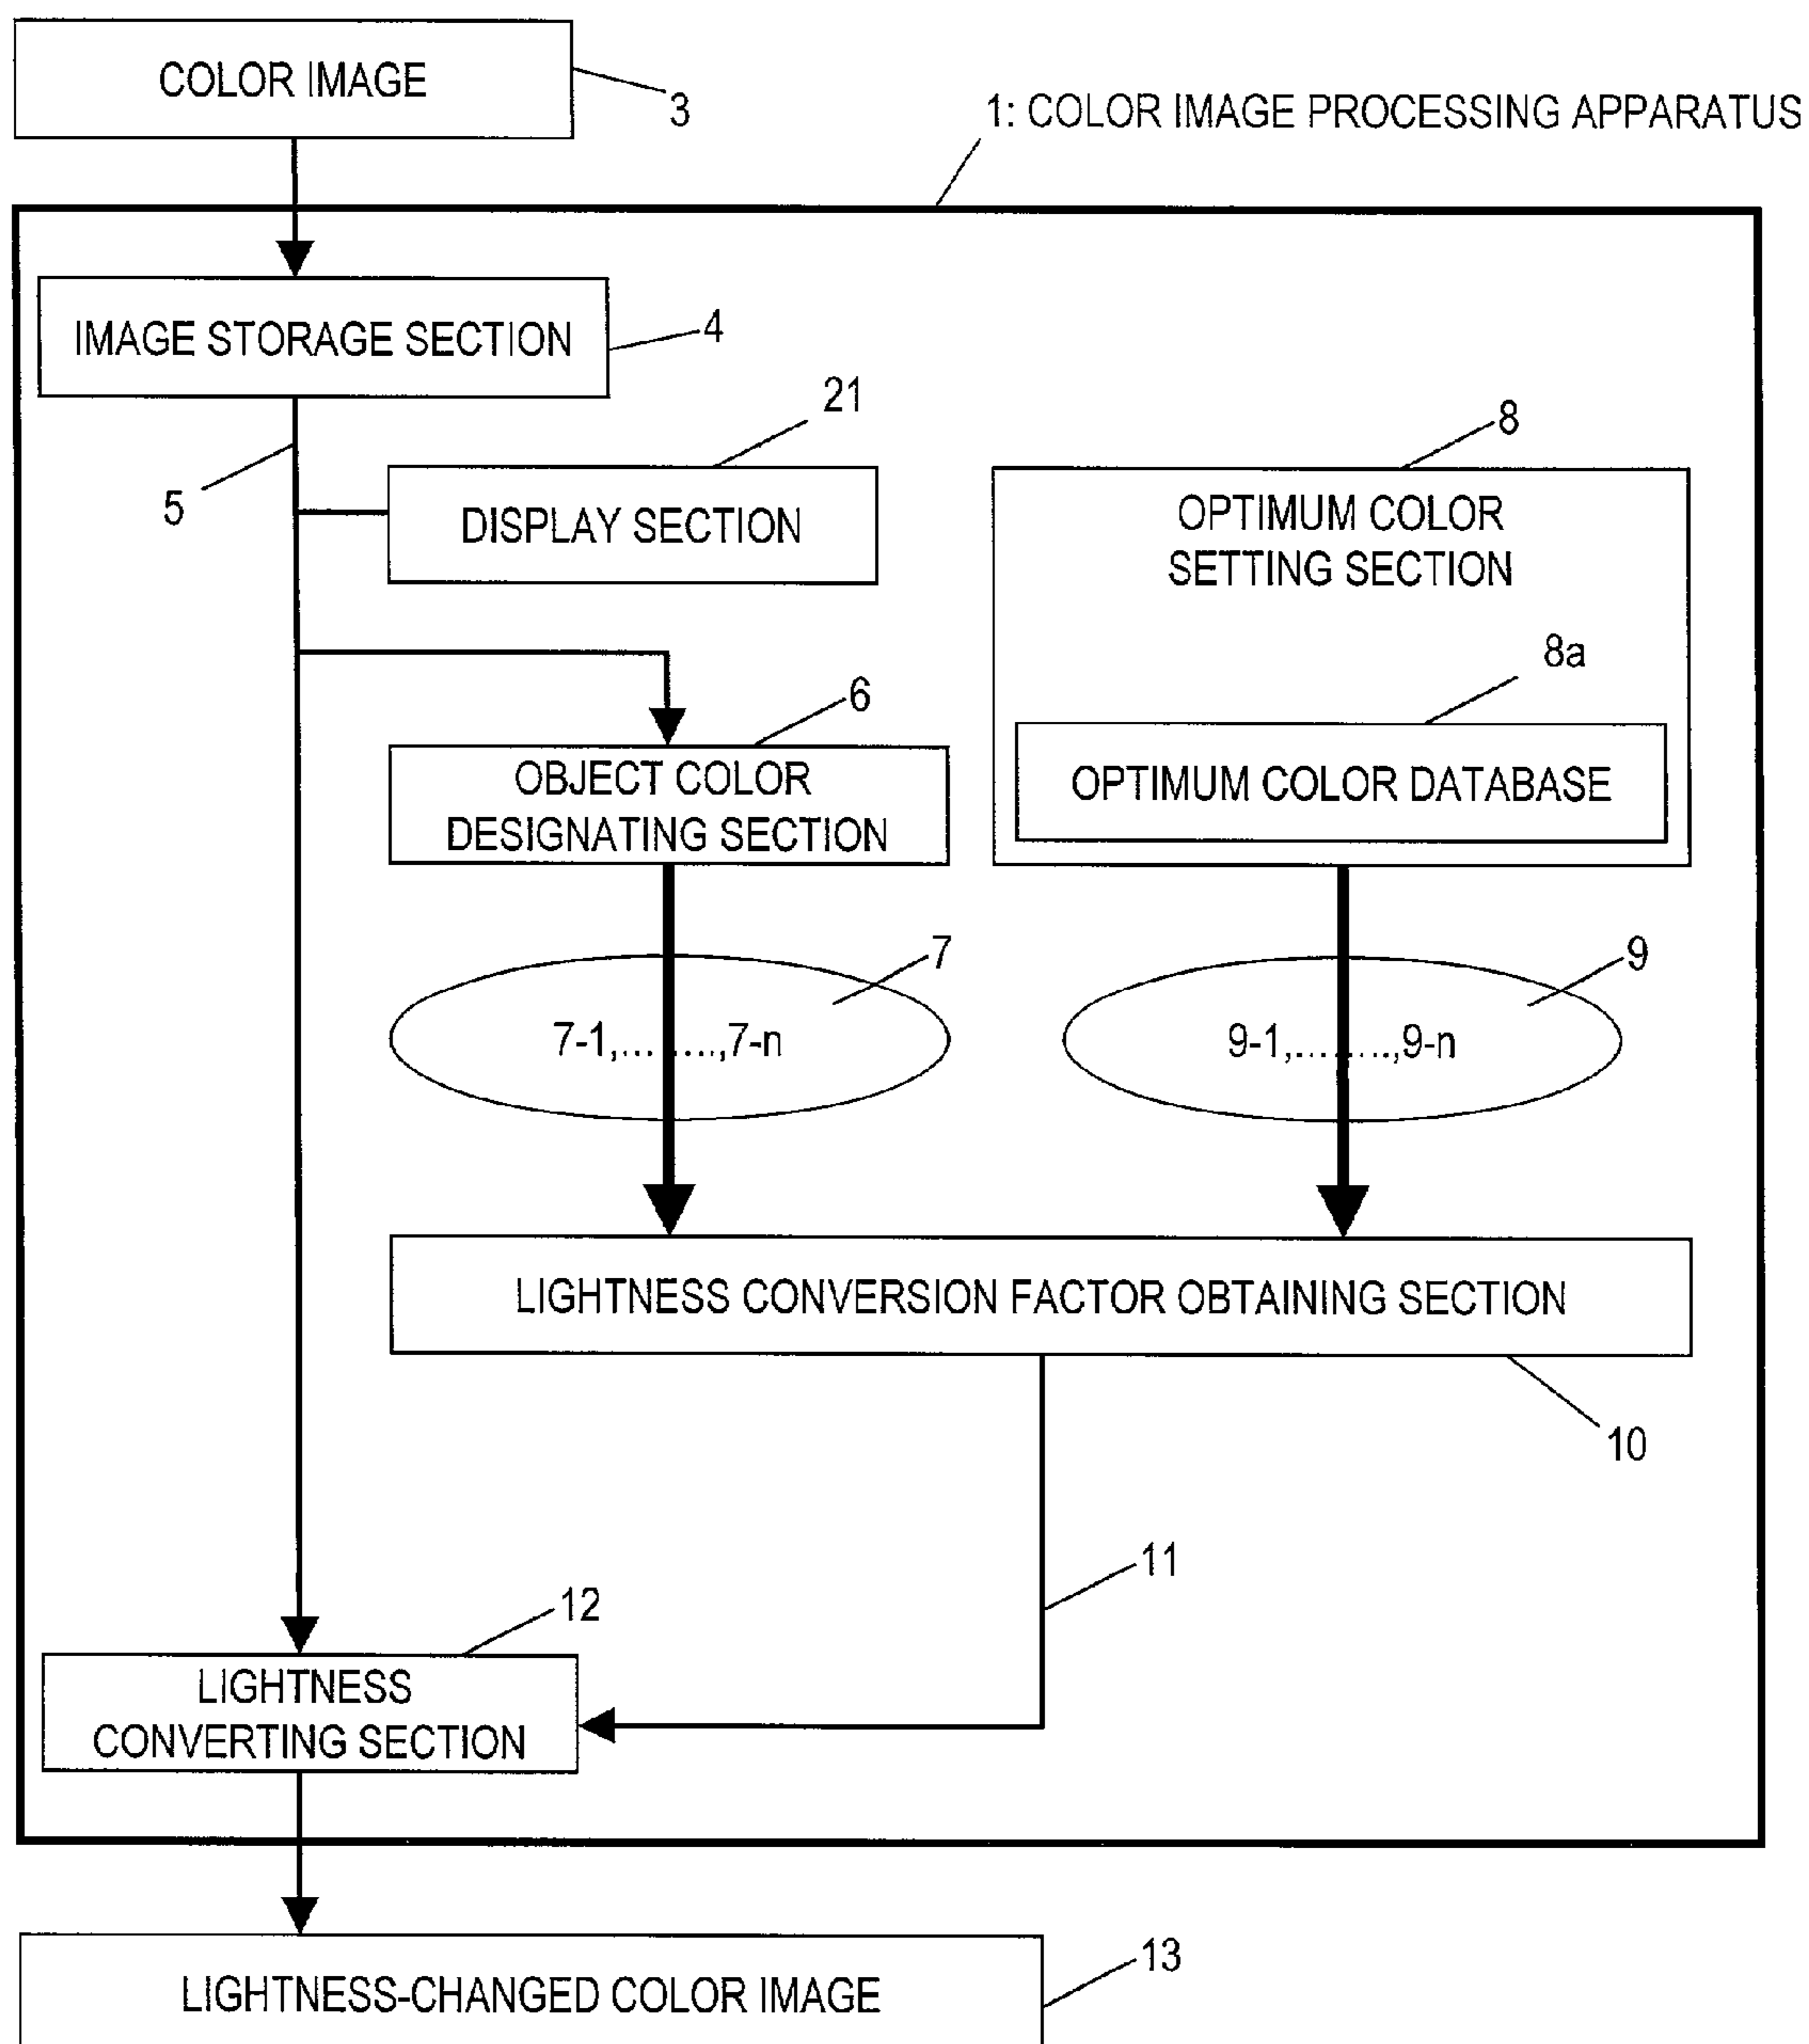 COLOR IMAGE
3
1: COLOR IMAGE PROCESSING APPARATUS
IMAGE STORAGE SECTION
4
5
21
DISPLAY SECTION
8
OPTIMUM COLOR
SETTING SECTION
8a
OPTIMUM COLOR DATABASE
6
OBJECT COLOR
DESIGNATING SECTION
7
7-1,........,7-n
9
9-1,........,9-n
LIGHTNESS CONVERSION FACTOR OBTAINING SECTION
10
11
12
LIGHTNESS
CONVERTING SECTION
LIGHTNESS-CHANGED COLOR IMAGE
13